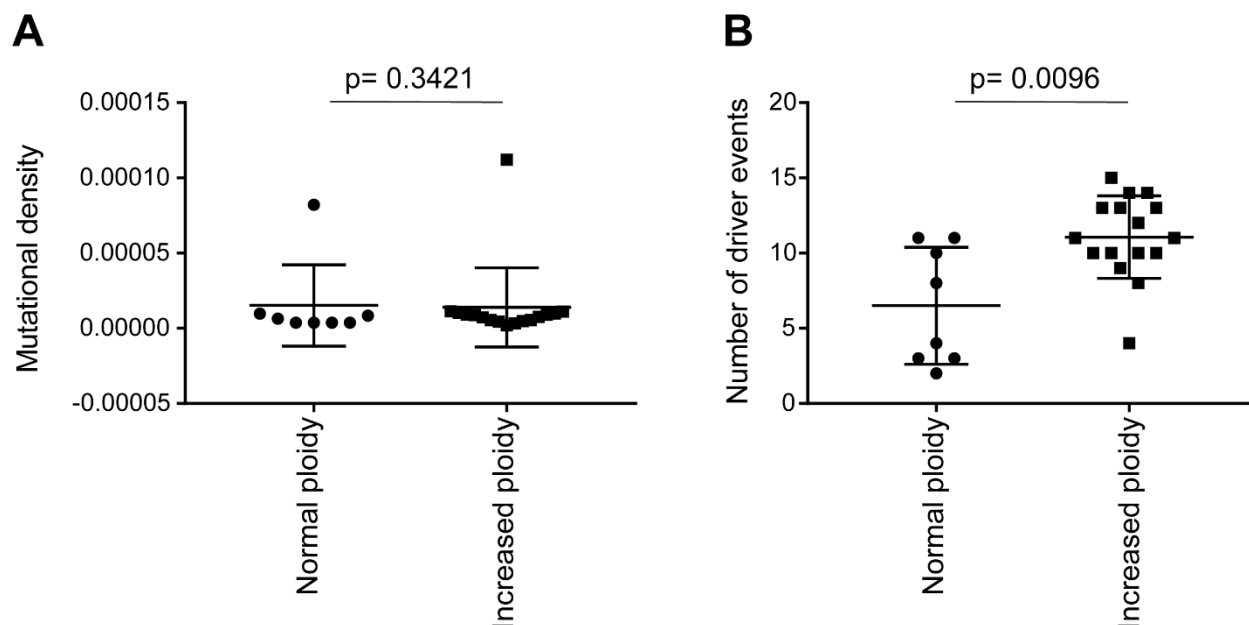 A
p= 0.3421
0.00015
0.00010
0.00005
0.00000
-0.00005
Mutational density
Normal ploidy
Increased ploidy
B
p= 0.0096
20
15
10
5
0
Number of driver events
Normal ploidy
Increased ploidy